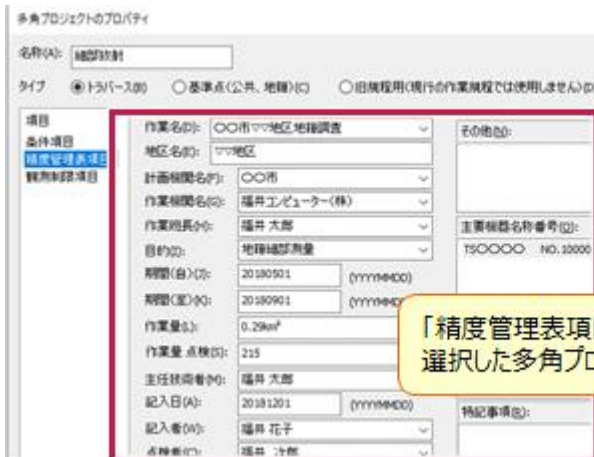 多角プロジェクトのプロパティ
名称(A): 細部放射
タイプ ◉トラバース(B) ○基準点(公共、地籍)(C) ○旧規程用(現行の作業規程では使用しません)(D
項目
条件項目
精度管理表項目
観測制限項目
作業名(D): ○○市▽▽地区地籍調査
地区名(E): ▽▽地区
計画機関名(F): ○○市
作業機関名(G): 福井コンピューター(株)
作業班長(H): 福井 太郎
目的(I): 地籍細部測量
期間(自)(J): 20180501 (YYYYMMDD)
期間(至)(K): 20180901 (YYYYMMDD)
作業量(L): 0.29km²
作業量 点検(S): 215
主任技術者(M): 福井 太郎
記入日(A): 20181201 (YYYYMMDD)
記入者(W): 福井 花子
点検者(C): 福井 次郎
その他(N):
主要機器名称番号(Q):
TS○○○○ NO.10000
「精度管理表項
選択した多角プロ
特記事項(R):